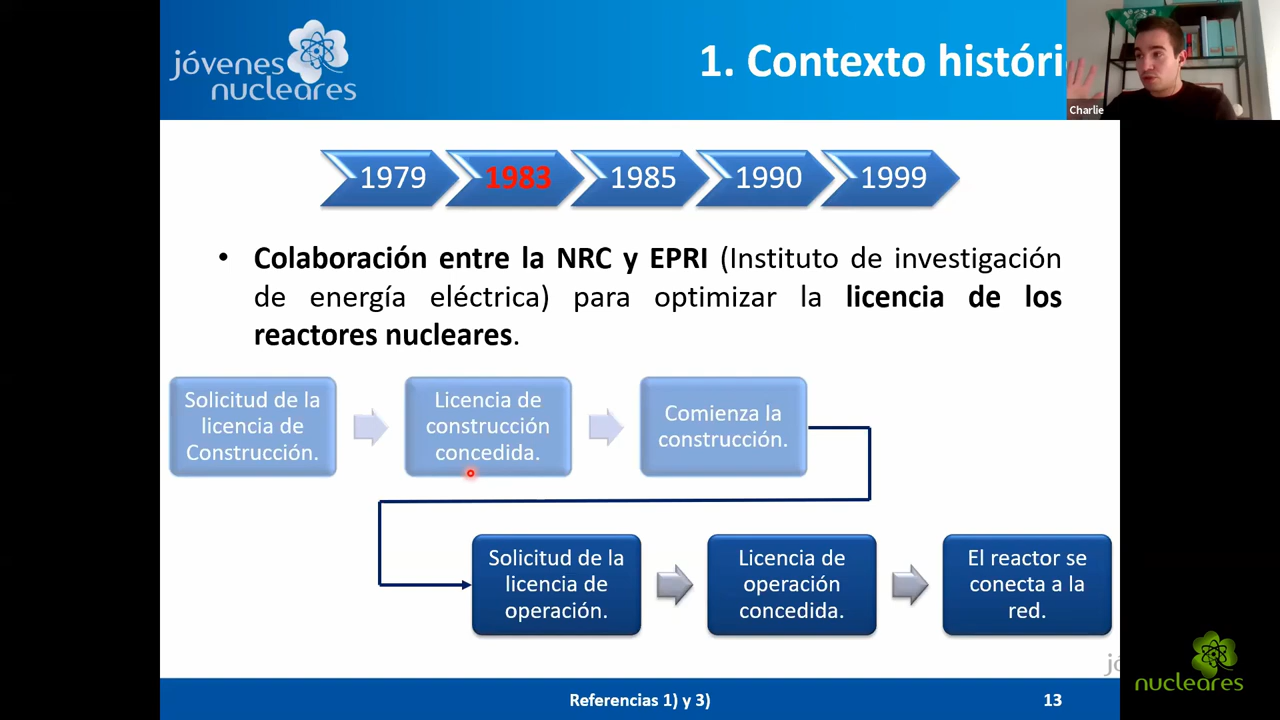 jóvenes
nucleares
1. Contexto históri
Charlie
1979
1983
1985
1990
1999
• Colaboración entre la NRC y EPRI (Instituto de investigación
de energía eléctrica) para optimizar la licencia de los
reactores nucleares.
Solicitud de la
licencia de
Construcción.
Licencia de
construcción
concedida.
Comienza la
construcción.
Solicitud de la
licencia de
operación.
Licencia de
operación
concedida.
El reactor se
conecta a la
red.
jó
nucleares
Referencias 1) y 3)
13